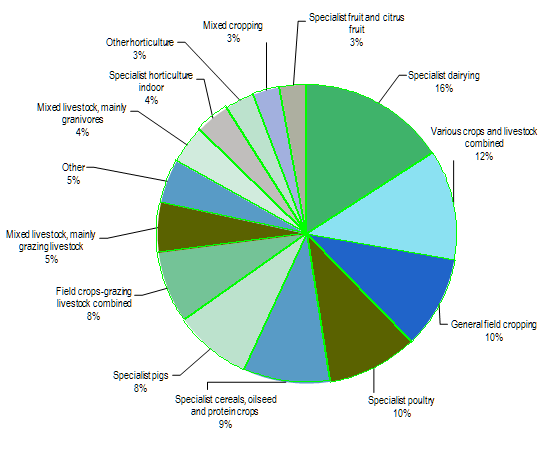 Specialist fruit and citrus
fruit
3%
Specialist dairying
16%
Various crops and livestock
combined
12%
General field cropping
10%
Specialist poultry
10%
Specialist cereals, oilseed
and protein crops
9%
Specialist pigs
8%
Field crops-grazing
livestock combined
8%
Mixed livestock, mainly
grazing livestock
5%
Other
5%
Mixed livestock, mainly
granivores
4%
Specialist horticulture
indoor
4%
Other horticulture
3%
Mixed cropping
3%